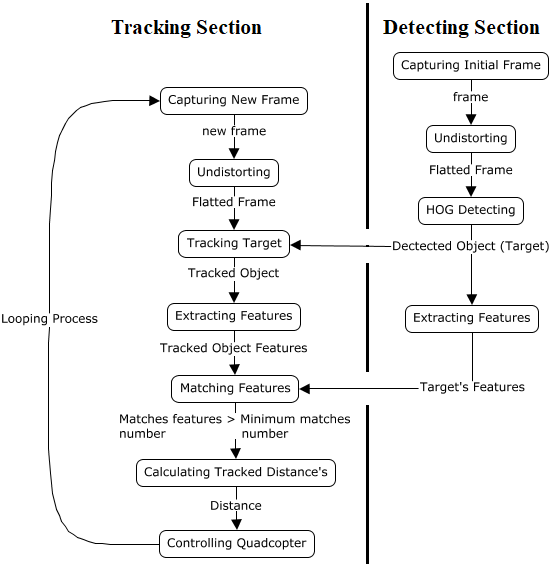 Tracking Section
Detecting Section
Capturing Initial Frame
frame
Undistorting
Flatted Frame
HOG Detecting
Dectected Object (Target)
Extracting Features
Target's Features
Capturing New Frame
new frame
Undistorting
Flatted Frame
Tracking Target
Tracked Object
Extracting Features
Tracked Object Features
Matching Features
Matches features > Minimum matches
number number
Calculating Tracked Distance's
Distance
Controlling Quadcopter
Looping Process